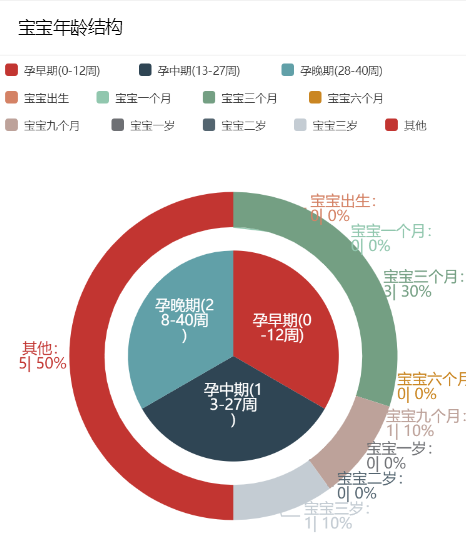 宝宝年龄结构
孕早期(0-12周) 孕中期(13-27周) 孕晚期(28-40周)
宝宝出生 宝宝一个月 宝宝三个月 宝宝六个月
宝宝九个月 宝宝一岁 宝宝二岁 宝宝三岁 其他
宝宝出生:
0| 0%
宝宝一个月:
0| 0%
宝宝三个月:
3| 30%
孕晚期(2
8-40周
)
孕早期(0
-12周)
其他:
5| 50%
宝宝六个月
0| 0%
孕中期(1
3-27周
)
宝宝九个月:
1| 10%
宝宝一岁:
0| 0%
宝宝二岁:
0| 0%
宝宝三岁:
1| 10%